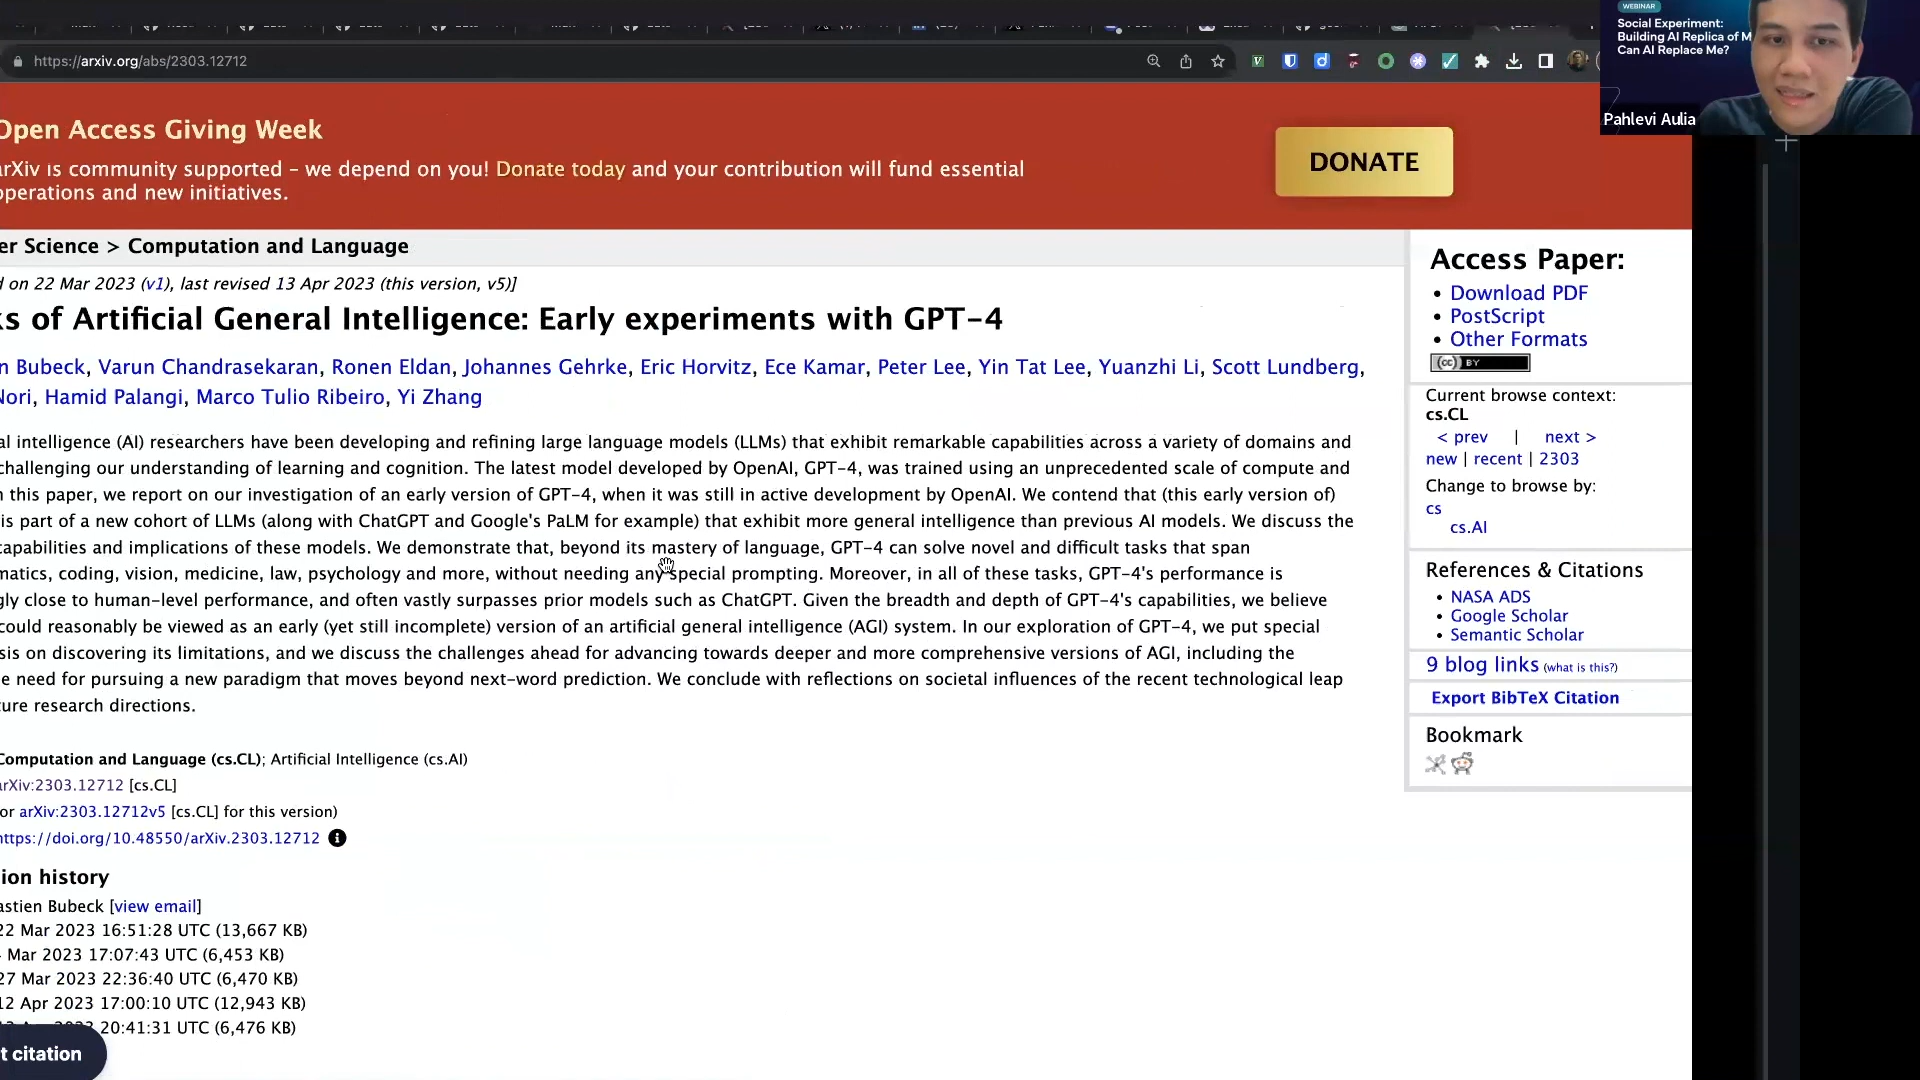 https://arxiv.org/abs/2303.12712
WEBINAR
Social Experiment:
Building AI Replica of M
Can AI Replace Me?
Pahlevi Aulia
Open Access Giving Week
arXiv is community supported – we depend on you! Donate today and your contribution will fund essential
operations and new initiatives.
DONATE
er Science > Computation and Language
d on 22 Mar 2023 (v1), last revised 13 Apr 2023 (this version, v5)]
ks of Artificial General Intelligence: Early experiments with GPT-4
n Bubeck, Varun Chandrasekaran, Ronen Eldan, Johannes Gehrke, Eric Horvitz, Ece Kamar, Peter Lee, Yin Tat Lee, Yuanzhi Li, Scott Lundberg,
Nori, Hamid Palangi, Marco Tulio Ribeiro, Yi Zhang
al intelligence (AI) researchers have been developing and refining large language models (LLMs) that exhibit remarkable capabilities across a variety of domains and
challenging our understanding of learning and cognition. The latest model developed by OpenAI, GPT-4, was trained using an unprecedented scale of compute and
n this paper, we report on our investigation of an early version of GPT-4, when it was still in active development by OpenAI. We contend that (this early version of)
is part of a new cohort of LLMs (along with ChatGPT and Google's PaLM for example) that exhibit more general intelligence than previous AI models. We discuss the
capabilities and implications of these models. We demonstrate that, beyond its mastery of language, GPT-4 can solve novel and difficult tasks that span
matics, coding, vision, medicine, law, psychology and more, without needing any special prompting. Moreover, in all of these tasks, GPT-4's performance is
gly close to human-level performance, and often vastly surpasses prior models such as ChatGPT. Given the breadth and depth of GPT-4's capabilities, we believe
could reasonably be viewed as an early (yet still incomplete) version of an artificial general intelligence (AGI) system. In our exploration of GPT-4, we put special
sis on discovering its limitations, and we discuss the challenges ahead for advancing towards deeper and more comprehensive versions of AGI, including the
e need for pursuing a new paradigm that moves beyond next-word prediction. We conclude with reflections on societal influences of the recent technological leap
ture research directions.
Computation and Language (cs.CL); Artificial Intelligence (cs.AI)
arXiv:2303.12712 [cs.CL]
or arXiv:2303.12712v5 [cs.CL] for this version)
https://doi.org/10.48550/arXiv.2303.12712
ion history
astien Bubeck [view email]
22 Mar 2023 16:51:28 UTC (13,667 KB)
Mar 2023 17:07:43 UTC (6,453 KB)
27 Mar 2023 22:36:40 UTC (6,470 KB)
12 Apr 2023 17:00:10 UTC (12,943 KB)
20:41:31 UTC (6,476 KB)
t citation
Access Paper:
• Download PDF
• PostScript
• Other Formats
(cc) BY
Current browse context:
cs.CL
< prev | next >
new | recent | 2303
Change to browse by:
cs
cs.AI
References & Citations
• NASA ADS
• Google Scholar
• Semantic Scholar
9 blog links (what is this?)
Export BibTeX Citation
Bookmark